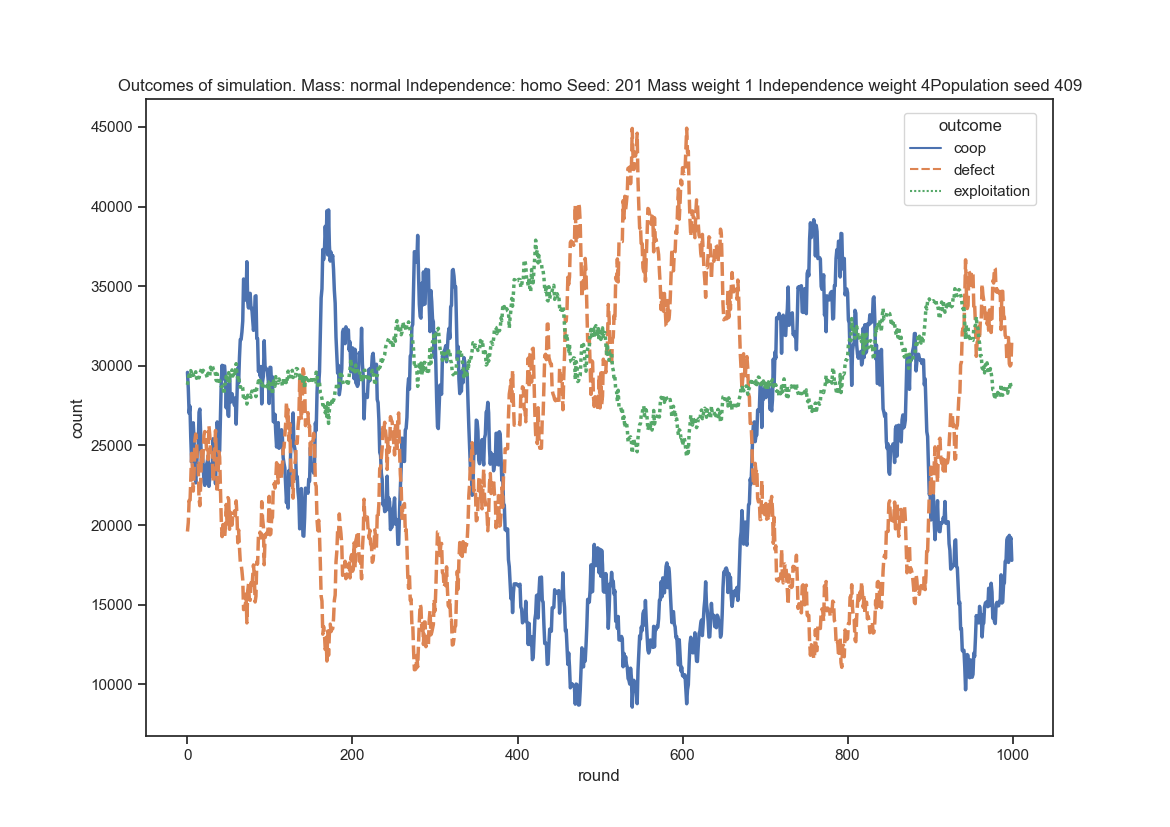 Outcomes of simulation. Mass: normal Independence: homo Seed: 201 Mass weight 1 Independence weight 4Population seed 409
outcome
coop
defect
exploitation
count
45000
40000
35000
30000
25000
20000
15000
10000
0 200 400 600 800 1000
round